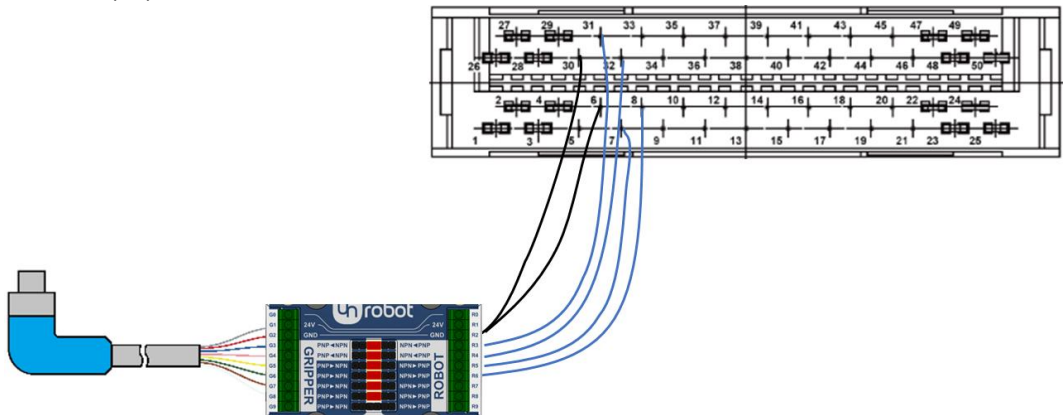 27 29 31 33 35 37 39 41 43 45 47 49
26 28 30 32 34 36 38 40 42 44 46 48 50
2 4 6 8 10 12 14 16 18 20 22 24
1 3 5 7 9 11 13 15 17 19 21 23 25
onrobot
G0 R0
G1 24V 24V R1
G2 GND GND R2
G3 PNP◄NPN NPN◄PNP R3
G4 PNP◄NPN NPN◄PNP R4
G5 PNP►NPN NPN►PNP R5
G6 PNP►NPN NPN►PNP R6
G7 PNP►NPN NPN►PNP R7
G8 PNP►NPN NPN►PNP R8
G9 PNP►NPN NPN►PNP R9
GRIPPER
ROBOT